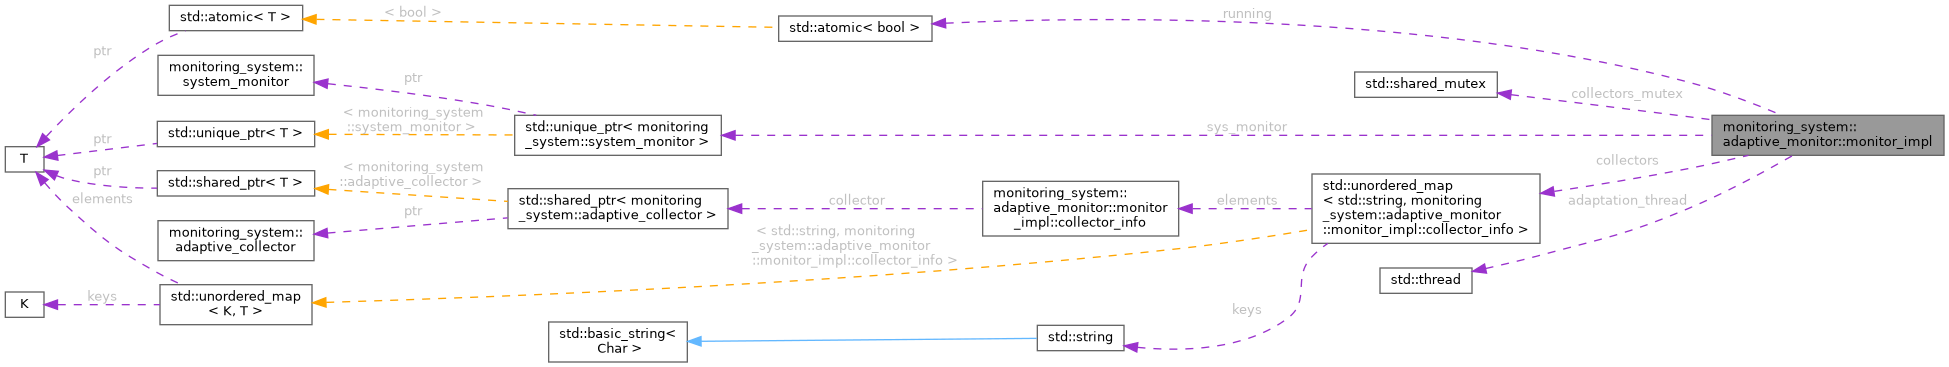 std::atomic< T >
< bool >
std::atomic< bool >
running
ptr
monitoring_system::
system_monitor
ptr
std::shared_mutex
collectors_mutex
< monitoring_system
::system_monitor >
std::unique_ptr< T >
ptr
std::unique_ptr< monitoring
_system::system_monitor >
sys_monitor
monitoring_system::
adaptive_monitor::monitor_impl
T
ptr
std::shared_ptr< T >
< monitoring_system
::adaptive_collector >
elements
std::shared_ptr< monitoring
_system::adaptive_collector >
collector
monitoring_system::
adaptive_monitor::monitor
_impl::collector_info
elements
std::unordered_map
< std::string, monitoring
_system::adaptive_monitor
::monitor_impl::collector_info >
collectors
adaptation_thread
monitoring_system::
adaptive_collector
ptr
< std::string, monitoring
_system::adaptive_monitor
::monitor_impl::collector_info >
std::thread
K
keys
std::unordered_map
< K, T >
keys
std::basic_string<
Char >
std::string